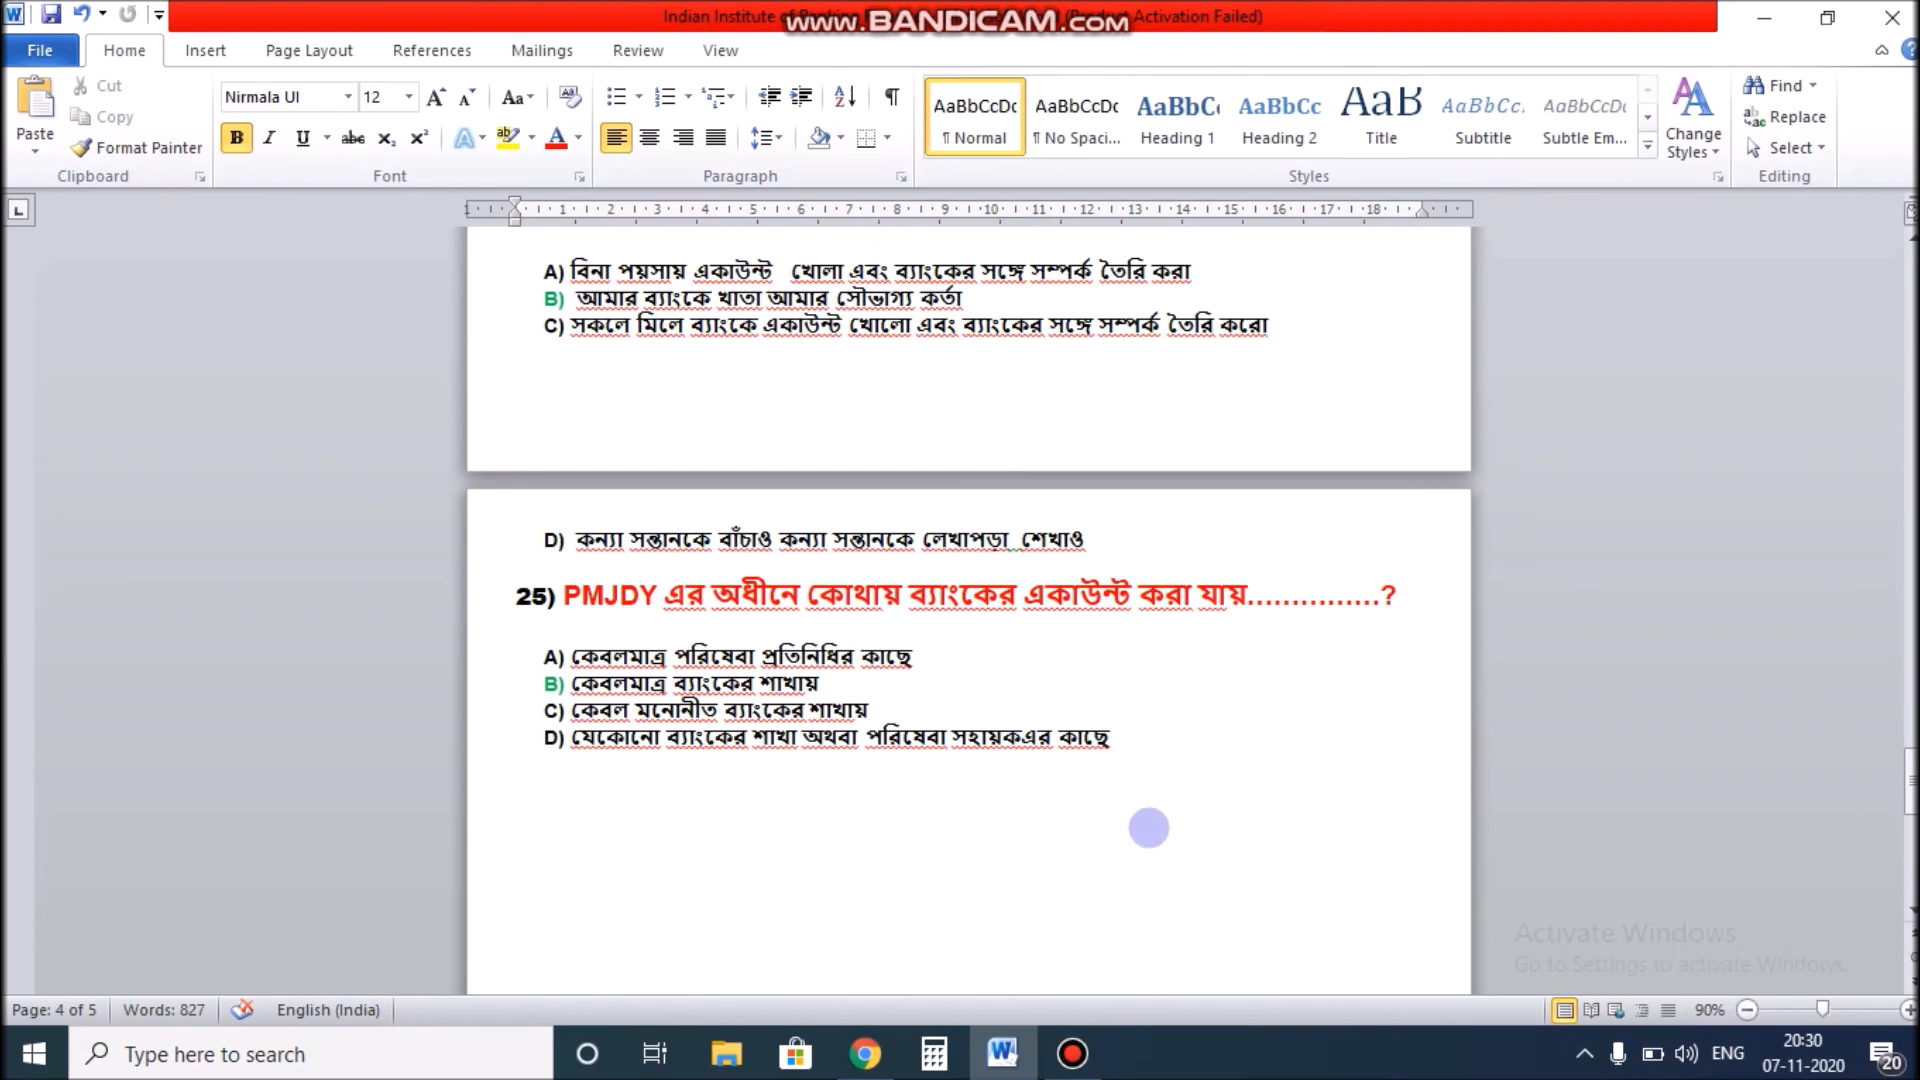 Indian Institute of
Activation Failed)
www.BANDICAM.com
File
Home
Insert
Page Layout
References
Mailings
Review
View
Paste
Cut
Copy
Format Painter
Clipboard
Nirmala UI
12
Font
Paragraph
AaBbCcDc
¶ Normal
AaBbCcDc
¶ No Spaci...
AaBbC
Heading 1
AaBbCc
Heading 2
AaB
Title
AaBbCc.
Subtitle
AaBbCcDc
Subtle Em...
Styles
Change
Styles
Find
Replace
Select
Editing
A) বিনা পয়সায় একাউন্ট খোলা এবং ব্যাংকের সঙ্গে সম্পর্ক তৈরি করা
B) আমার ব্যাংকে খাতা আমার সৌভাগ্য কর্তা
C) সকলে মিলে ব্যাংকে একাউন্ট খোলো এবং ব্যাংকের সঙ্গে সম্পর্ক তৈরি করো
D) কন্যা সন্তানকে বাঁচাও কন্যা সন্তানকে লেখাপড়া শেখাও
25) PMJDY এর অধীনে কোথায় ব্যাংকের একাউন্ট করা যায়...............?
A) কেবলমাত্র পরিষেবা প্রতিনিধির কাছে
B) কেবলমাত্র ব্যাংকের শাখায়
C) কেবল মনোনীত ব্যাংকের শাখায়
D) যেকোনো ব্যাংকের শাখা অথবা পরিষেবা সহায়কএর কাছে
Activate Windows
Go to Settings to activate Windows.
Page: 4 of 5
Words: 827
English (India)
90%
Type here to search
ENG
20:30
07-11-2020
20